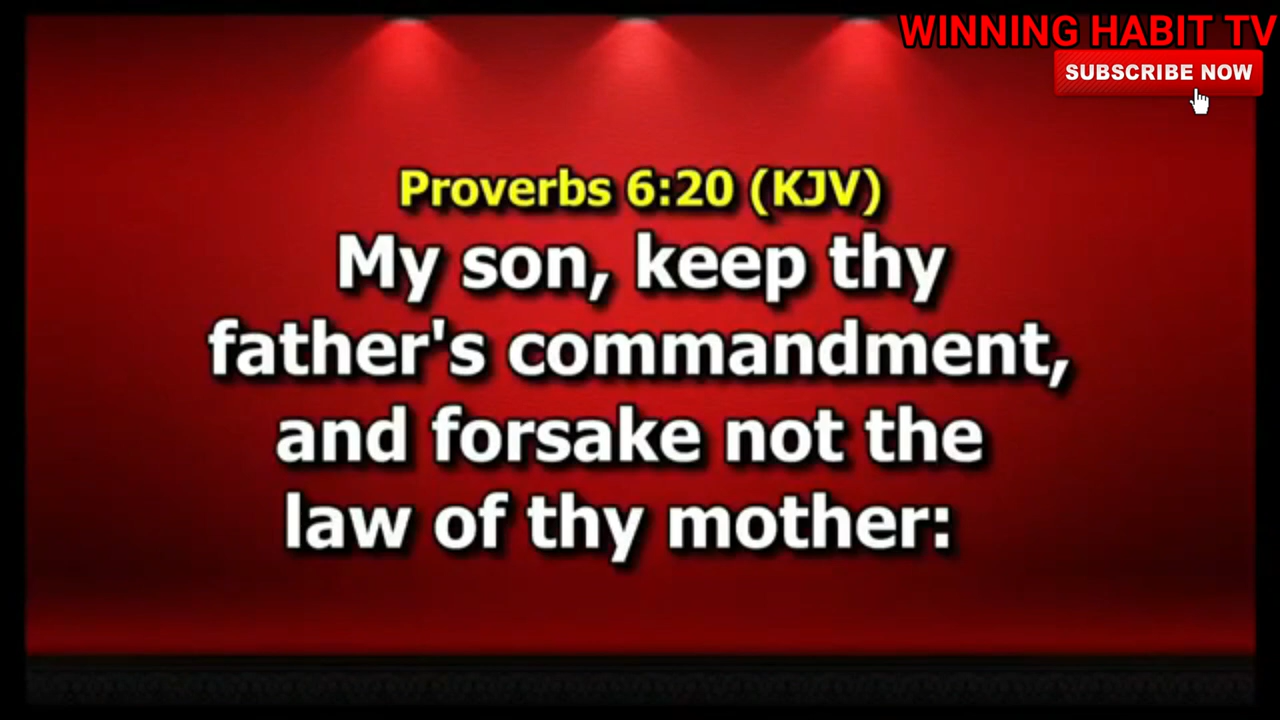 WINNING HABIT TV
SUBSCRIBE NOW
Proverbs 6:20 (KJV)
My son, keep thy
father's commandment,
and forsake not the
law of thy mother: